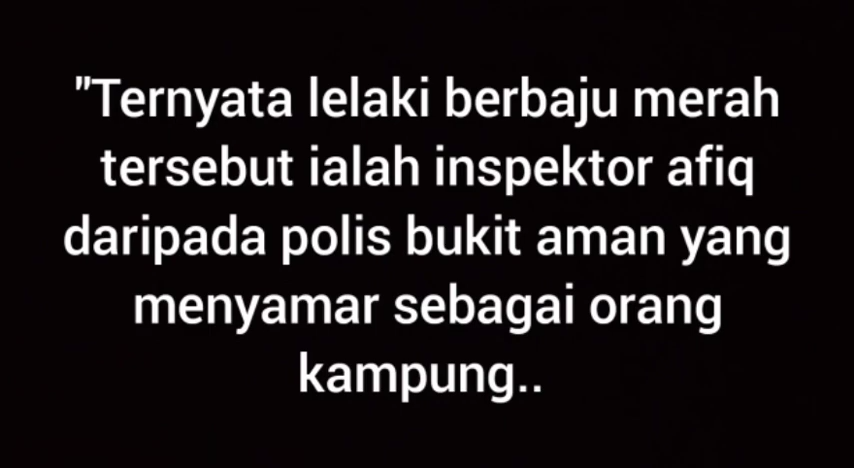 "Ternyata lelaki berbaju merah
tersebut ialah inspektor afiq
daripada polis bukit aman yang
menyamar sebagai orang
kampung..